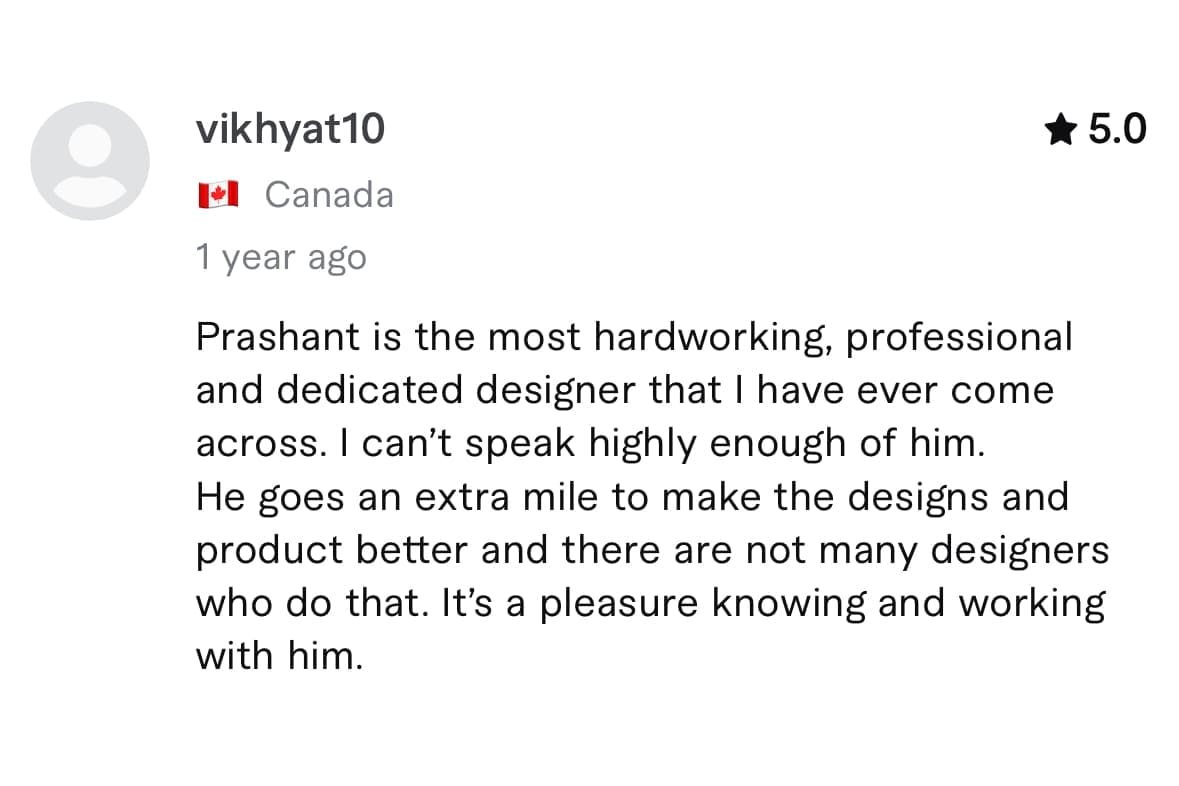 vikhyat10
★ 5.0
Canada
1 year ago
Prashant is the most hardworking, professional
and dedicated designer that I have ever come
across. I can’t speak highly enough of him.
He goes an extra mile to make the designs and
product better and there are not many designers
who do that. It’s a pleasure knowing and working
with him.